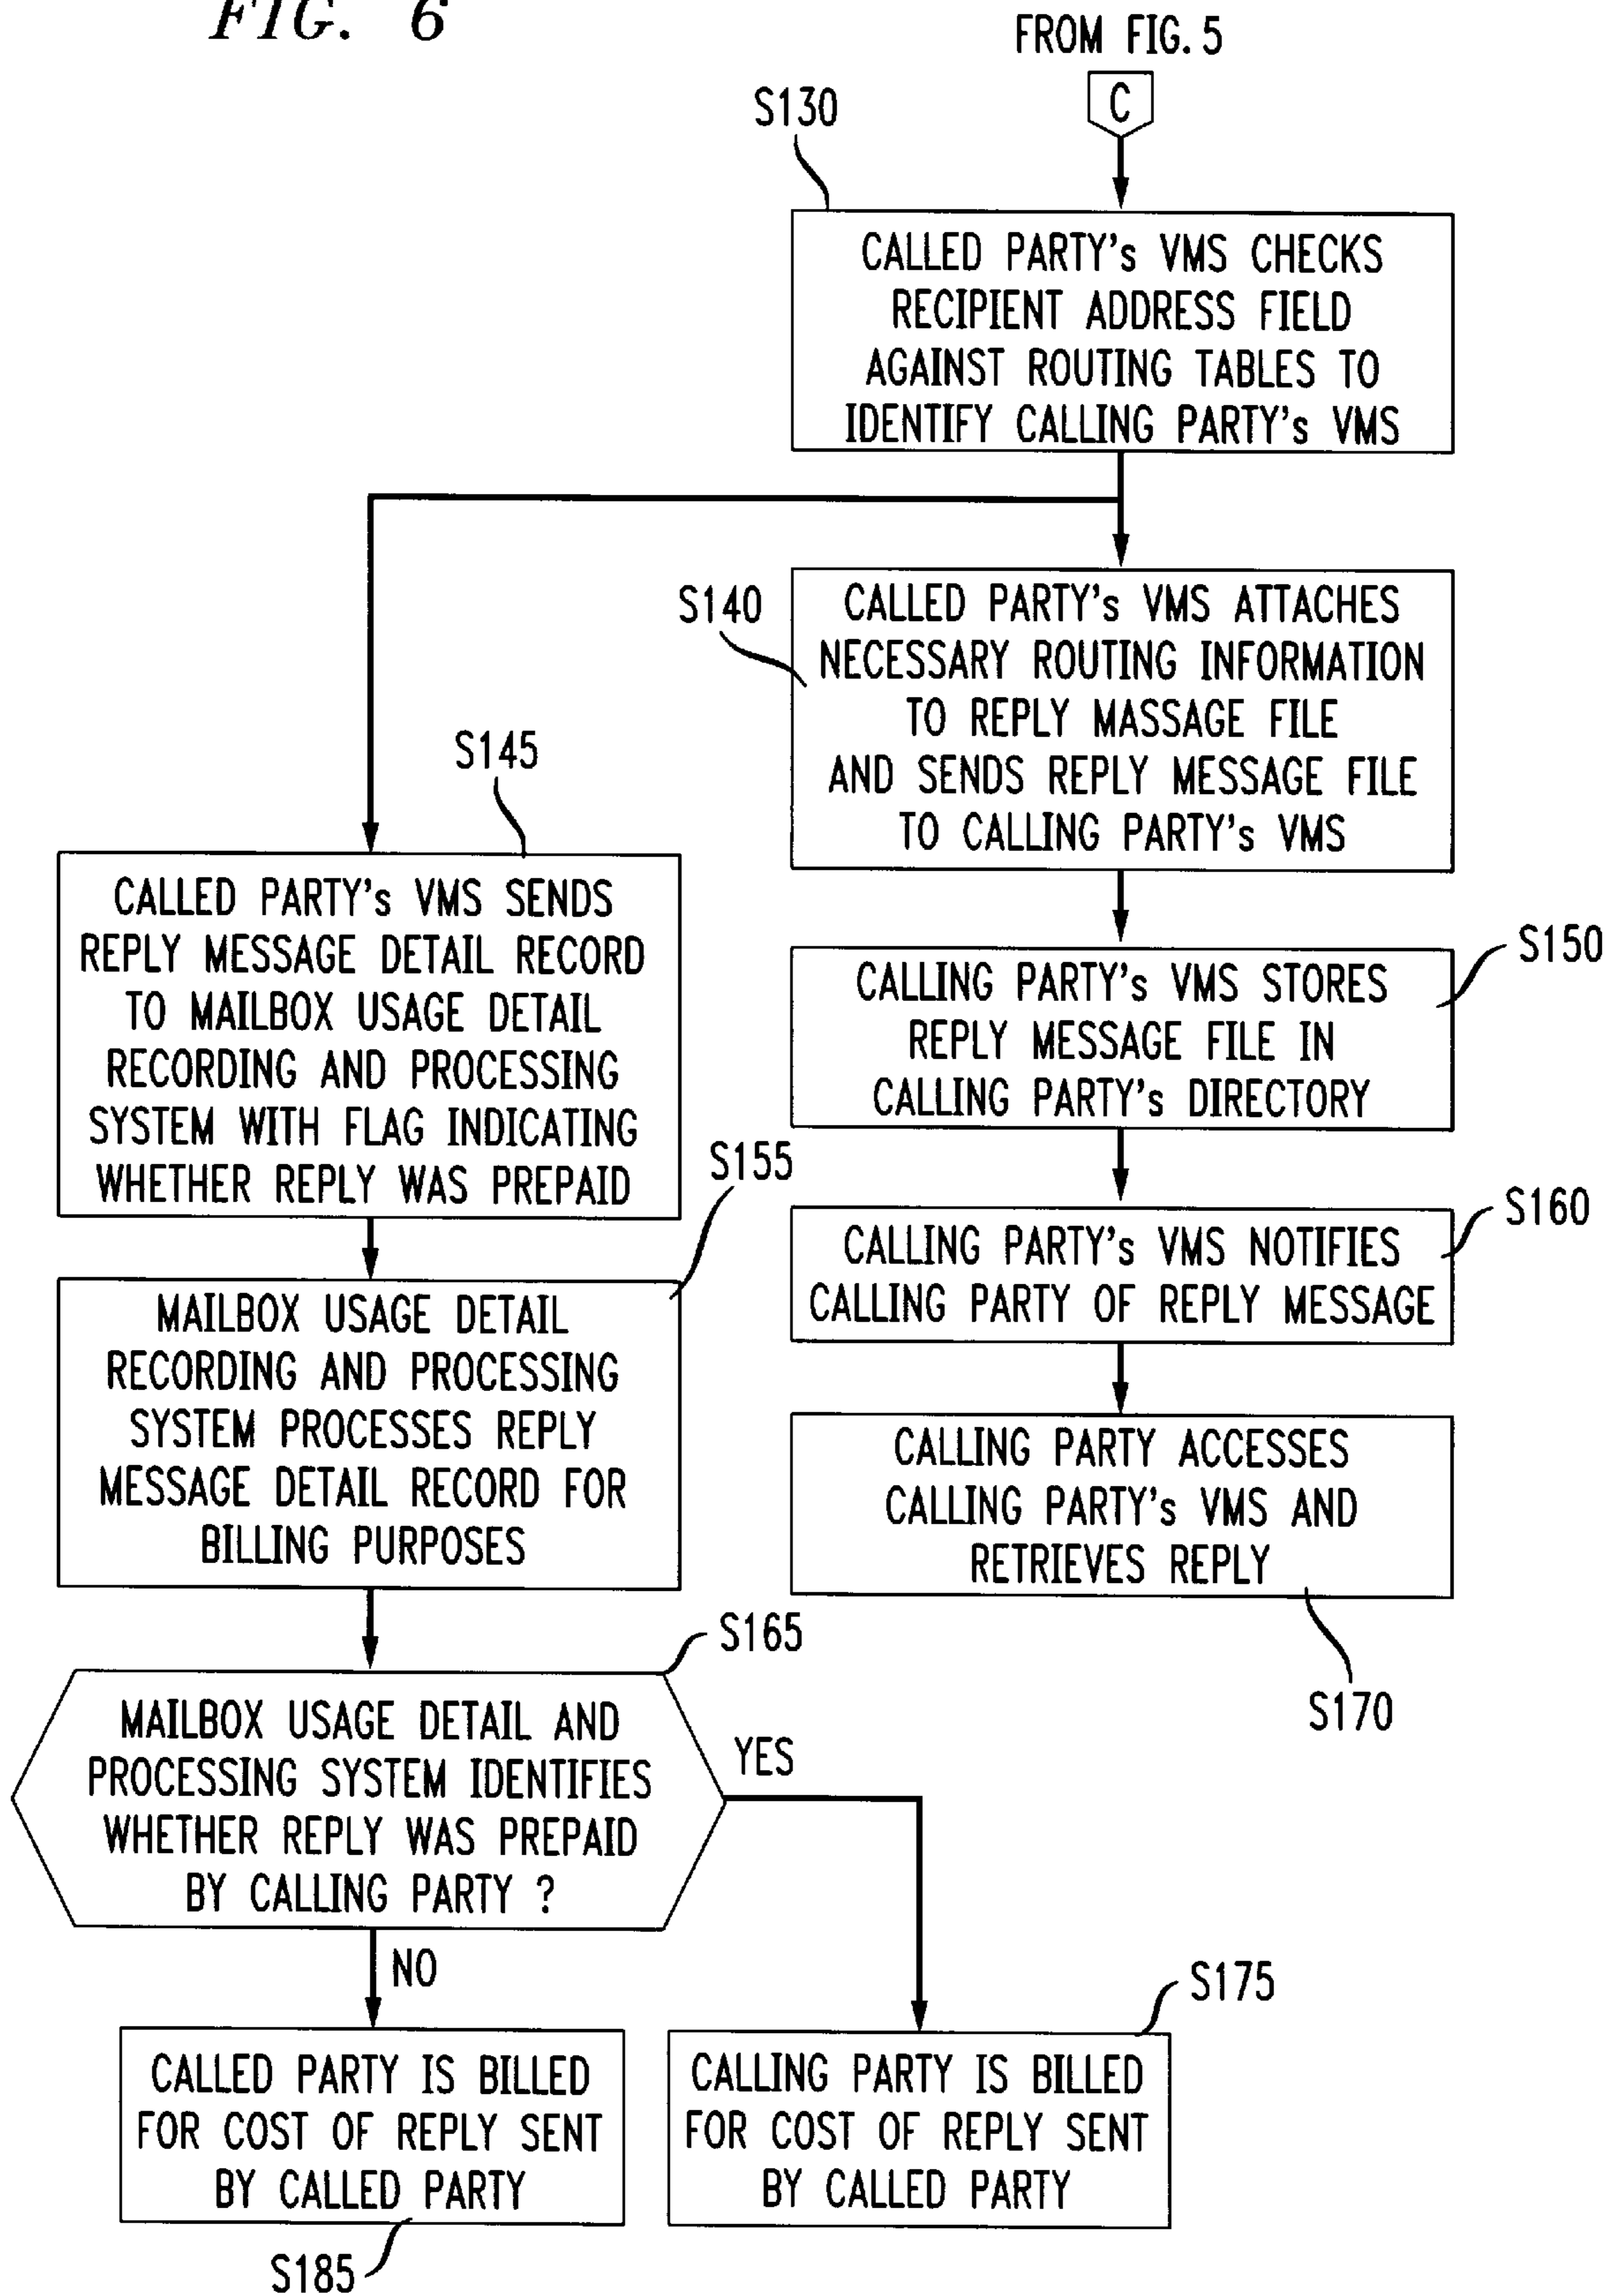 FIG. 6
FROM FIG. 5
C
S130
CALLED PARTY's VMS CHECKS
RECIPIENT ADDRESS FIELD
AGAINST ROUTING TABLES TO
IDENTIFY CALLING PARTY's VMS
S140
CALLED PARTY's VMS ATTACHES
NECESSARY ROUTING INFORMATION
TO REPLY MASSAGE FILE
AND SENDS REPLY MESSAGE FILE
TO CALLING PARTY's VMS
S145
CALLED PARTY's VMS SENDS
REPLY MESSAGE DETAIL RECORD
TO MAILBOX USAGE DETAIL
RECORDING AND PROCESSING
SYSTEM WITH FLAG INDICATING
WHETHER REPLY WAS PREPAID
S150
CALLING PARTY's VMS STORES
REPLY MESSAGE FILE IN
CALLING PARTY's DIRECTORY
S155
MAILBOX USAGE DETAIL
RECORDING AND PROCESSING
SYSTEM PROCESSES REPLY
MESSAGE DETAIL RECORD FOR
BILLING PURPOSES
S160
CALLING PARTY's VMS NOTIFIES
CALLING PARTY OF REPLY MESSAGE
CALLING PARTY ACCESSES
CALLING PARTY's VMS AND
RETRIEVES REPLY
S170
S165
MAILBOX USAGE DETAIL AND
PROCESSING SYSTEM IDENTIFIES
WHETHER REPLY WAS PREPAID
BY CALLING PARTY ?
YES
NO
S175
CALLED PARTY IS BILLED
FOR COST OF REPLY SENT
BY CALLED PARTY
S185
CALLING PARTY IS BILLED
FOR COST OF REPLY SENT
BY CALLED PARTY